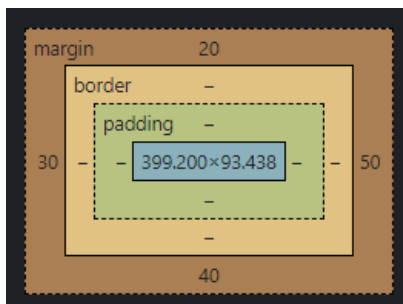 margin 20
border –
padding –
30 – – 399.200×93.438 – – 50
–
–
40